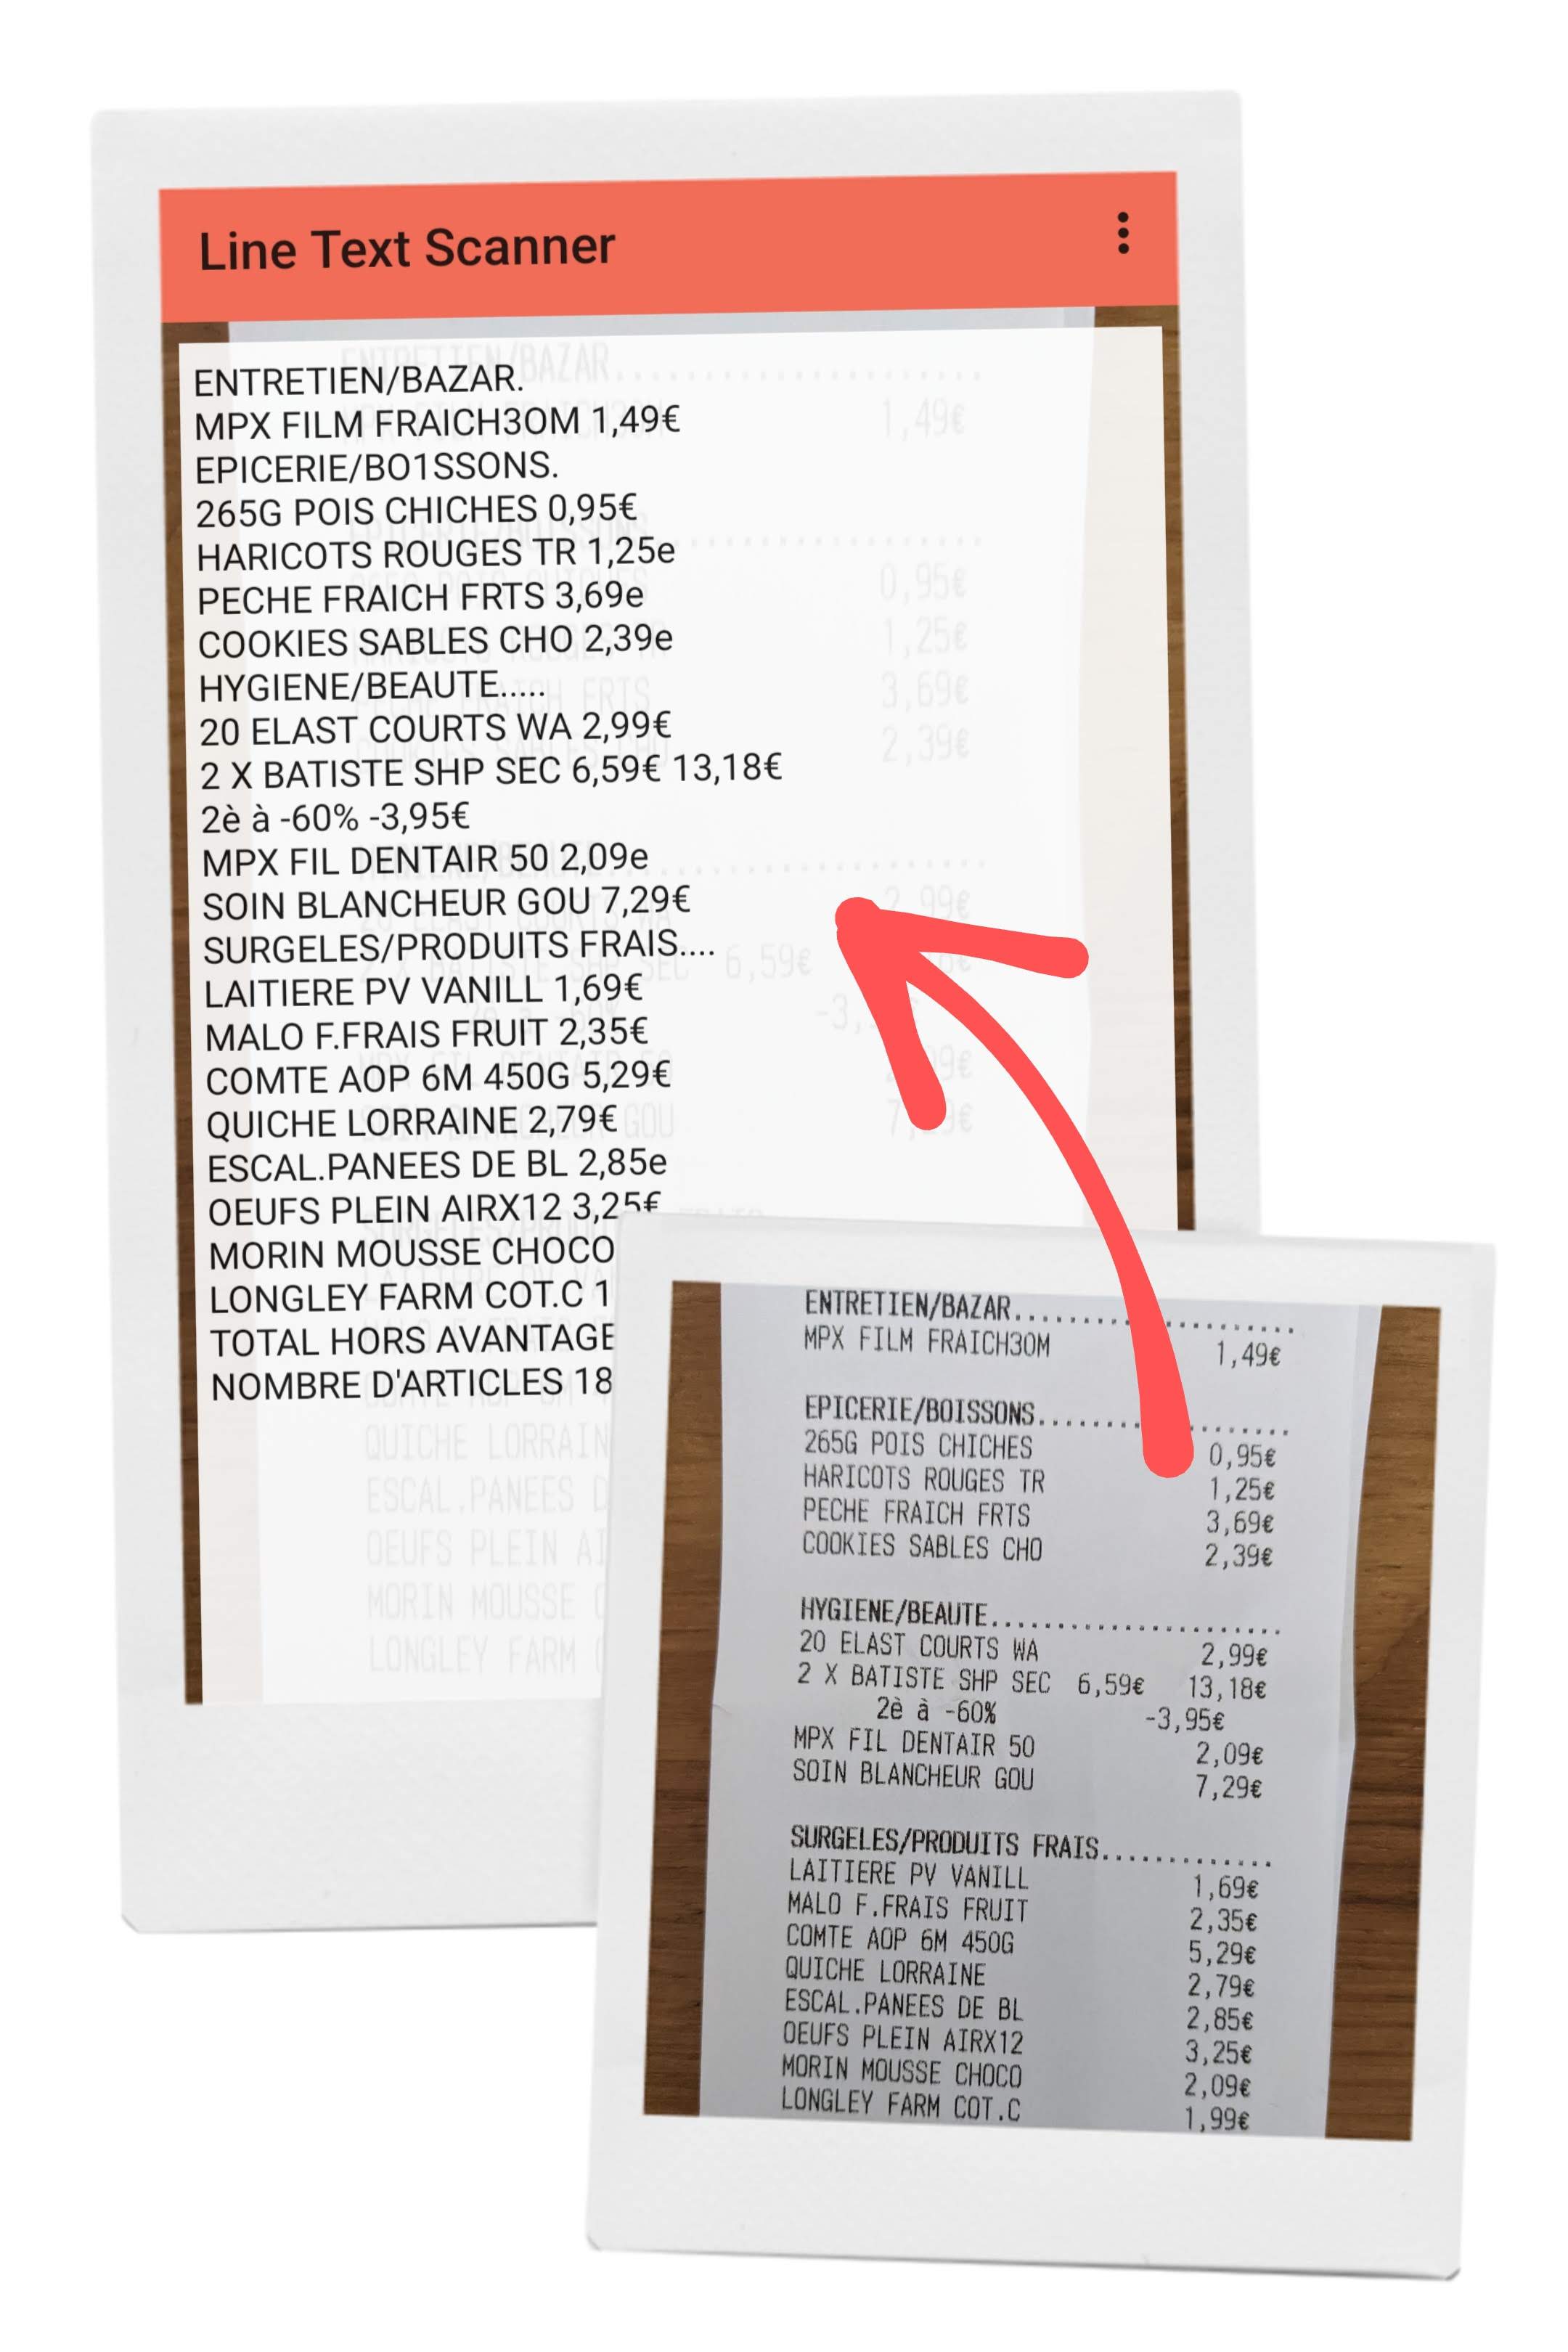 Line Text Scanner
ENTRETIEN/BAZAR.
MPX FILM FRAICH3OM 1,49€
EPICERIE/BO1SSONS.
265G POIS CHICHES 0,95€
HARICOTS ROUGES TR 1,25e
PECHE FRAICH FRTS 3,69e
COOKIES SABLES CHO 2,39e
HYGIENE/BEAUTE.....
20 ELAST COURTS WA 2,99€
2 X BATISTE SHP SEC 6,59€ 13,18€
2è à -60% -3,95€
MPX FIL DENTAIR 50 2,09e
SOIN BLANCHEUR GOU 7,29€
SURGELES/PRODUITS FRAIS....
LAITIERE PV VANILL 1,69€
MALO F.FRAIS FRUIT 2,35€
COMTE AOP 6M 450G 5,29€
QUICHE LORRAINE 2,79€
ESCAL.PANEES DE BL 2,85e
OEUFS PLEIN AIRX12 3,25€
MORIN MOUSSE CHOCO
LONGLEY FARM COT.C 1
TOTAL HORS AVANTAGE
NOMBRE D'ARTICLES 18
QUICHE LORRAIN
ESCAL.PANEES D
OEUFS PLEIN AI
MORIN MOUSSE C
LONGLEY FARM (
ENTRETIEN/BAZAR.....................
MPX FILM FRAICH30M 1,49€
EPICERIE/BOISSONS...................
265G POIS CHICHES 0,95€
HARICOTS ROUGES TR 1,25€
PECHE FRAICH FRTS 3,69€
COOKIES SABLES CHO 2,39€
HYGIENE/BEAUTE......................
20 ELAST COURTS WA 2,99€
2 X BATISTE SHP SEC 6,59€ 13,18€
2è à -60% -3,95€
MPX FIL DENTAIR 50 2,09€
SOIN BLANCHEUR GOU 7,29€
SURGELES/PRODUITS FRAIS.............
LAITIERE PV VANILL 1,69€
MALO F.FRAIS FRUIT 2,35€
COMTE AOP 6M 450G 5,29€
QUICHE LORRAINE 2,79€
ESCAL.PANEES DE BL 2,85€
OEUFS PLEIN AIRX12 3,25€
MORIN MOUSSE CHOCO 2,09€
LONGLEY FARM COT.C 1,99€